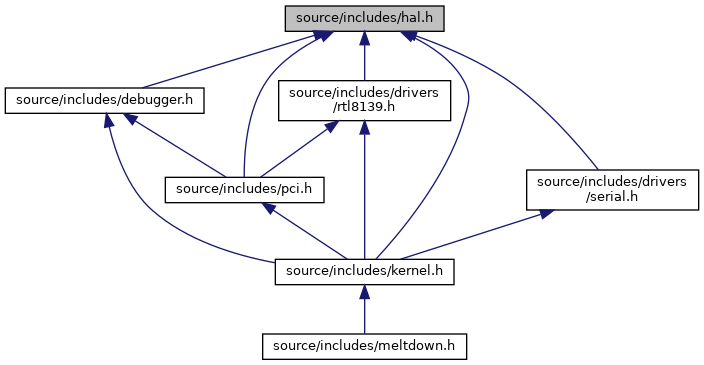 source/includes/hal.h
source/includes/debugger.h
source/includes/drivers
/rtl8139.h
source/includes/pci.h
source/includes/drivers
/serial.h
source/includes/kernel.h
source/includes/meltdown.h